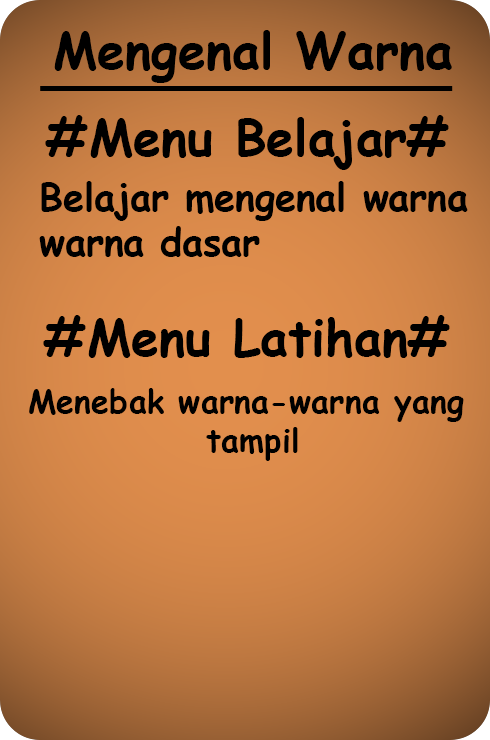 Mengenal Warna
#Menu Belajar#
Belajar mengenal warna
warna dasar
#Menu Latihan#
Menebak warna-warna yang
tampil